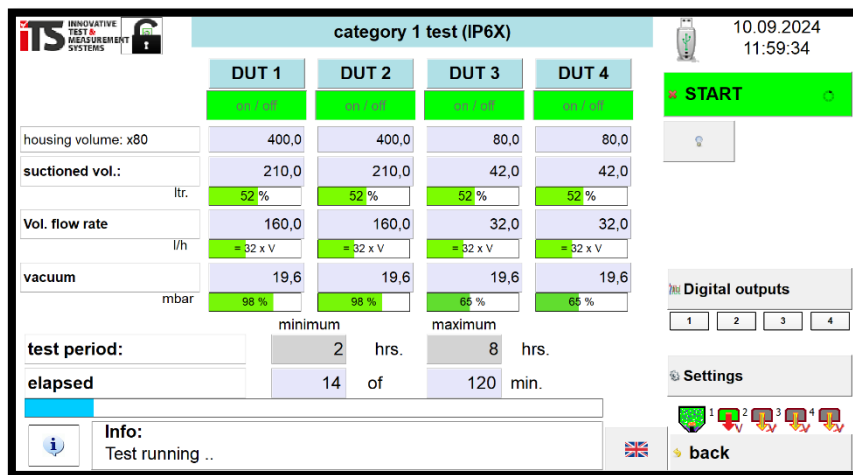 iTS INNOVATIVE
TEST &
MEASUREMENT
SYSTEMS
category 1 test (IP6X)
10.09.2024
11:59:34
DUT 1 DUT 2 DUT 3 DUT 4
on / off on / off on / off on / off
START
housing volume: x80 400,0 400,0 80,0 80,0
suctioned vol.: 210,0 210,0 42,0 42,0
ltr. 52 % 52 % 52 % 52 %
Vol. flow rate 160,0 160,0 32,0 32,0
l/h = 32 x V = 32 x V = 32 x V = 32 x V
vacuum 19,6 19,6 19,6 19,6
mbar 98 % 98 % 65 % 65 %
Digital outputs
1 2 3 4
minimum maximum
test period: 2 hrs. 8 hrs.
elapsed 14 of 120 min.
Settings
1 V 2 V 3 V 4 V
Info:
Test running ..
back